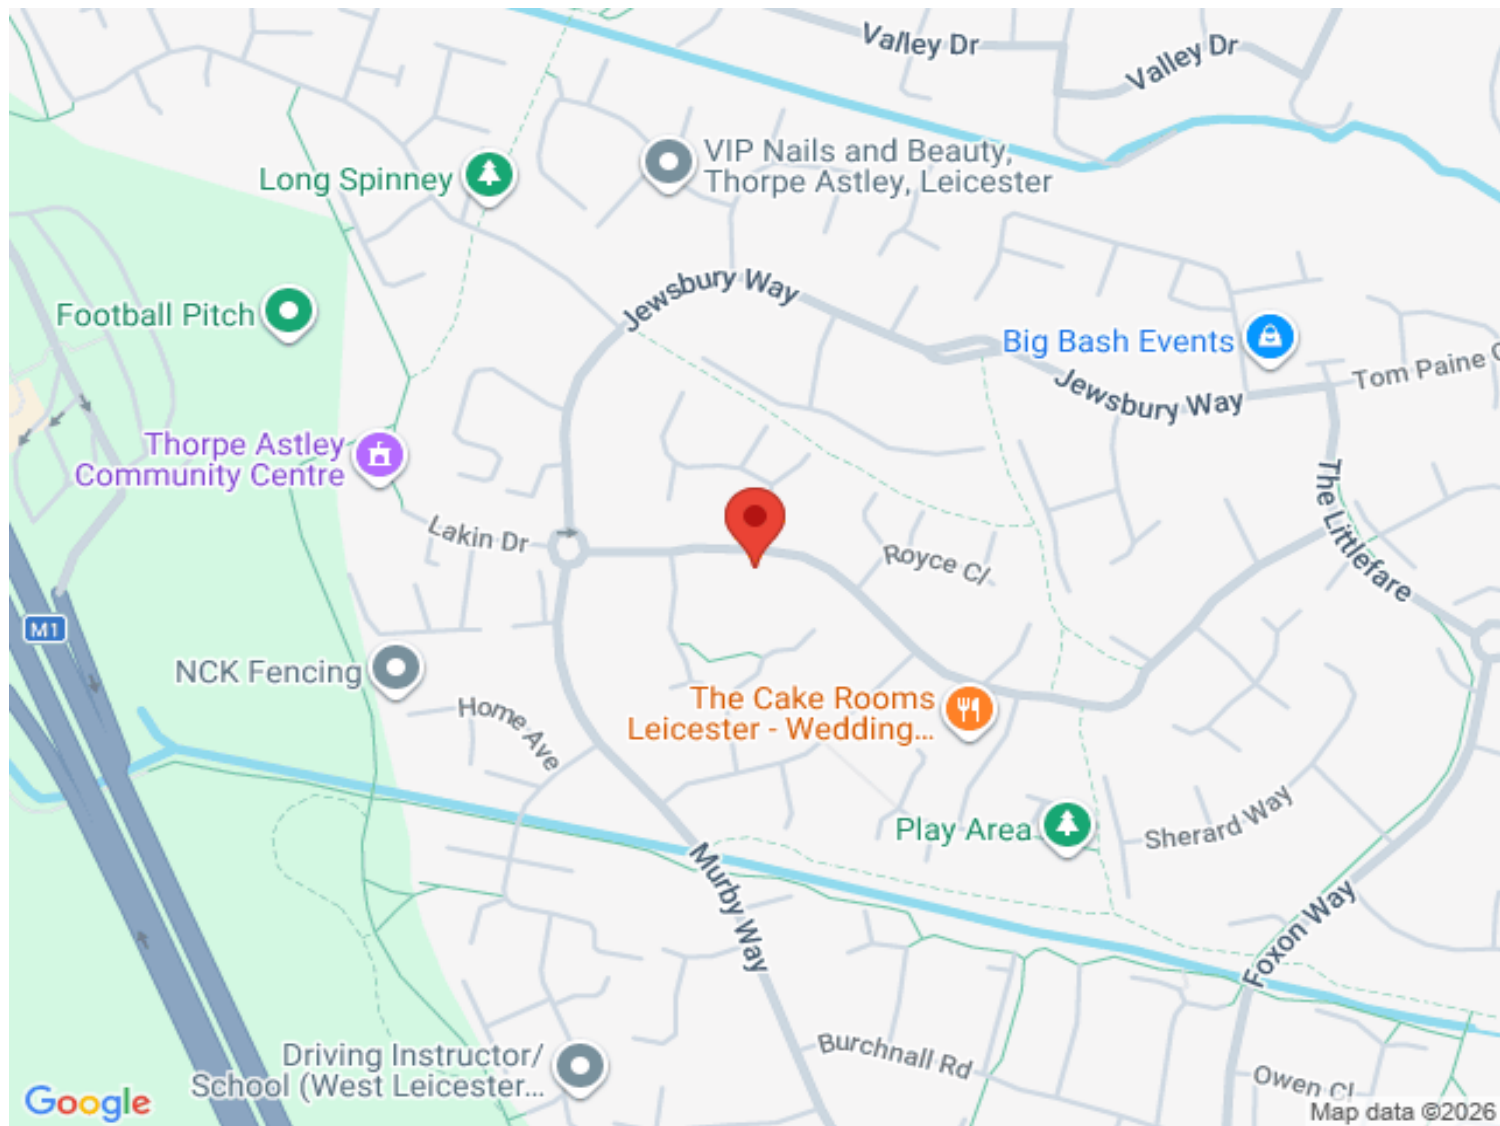 Valley Dr
Valley Dr
VIP Nails and Beauty,
Thorpe Astley, Leicester
Long Spinney
Jewsbury Way
Football Pitch
Big Bash Events
Tom Paine C
Jewsbury Way
Thorpe Astley
Community Centre
The Littlefare
Lakin Dr
Royce Cl
M1
NCK Fencing
The Cake Rooms
Leicester - Wedding...
Home Ave
Play Area
Sherard Way
Murby Way
Foxon Way
Burchnall Rd
Driving Instructor/
School (West Leicester...
Owen Cl
Google
Map data ©2026